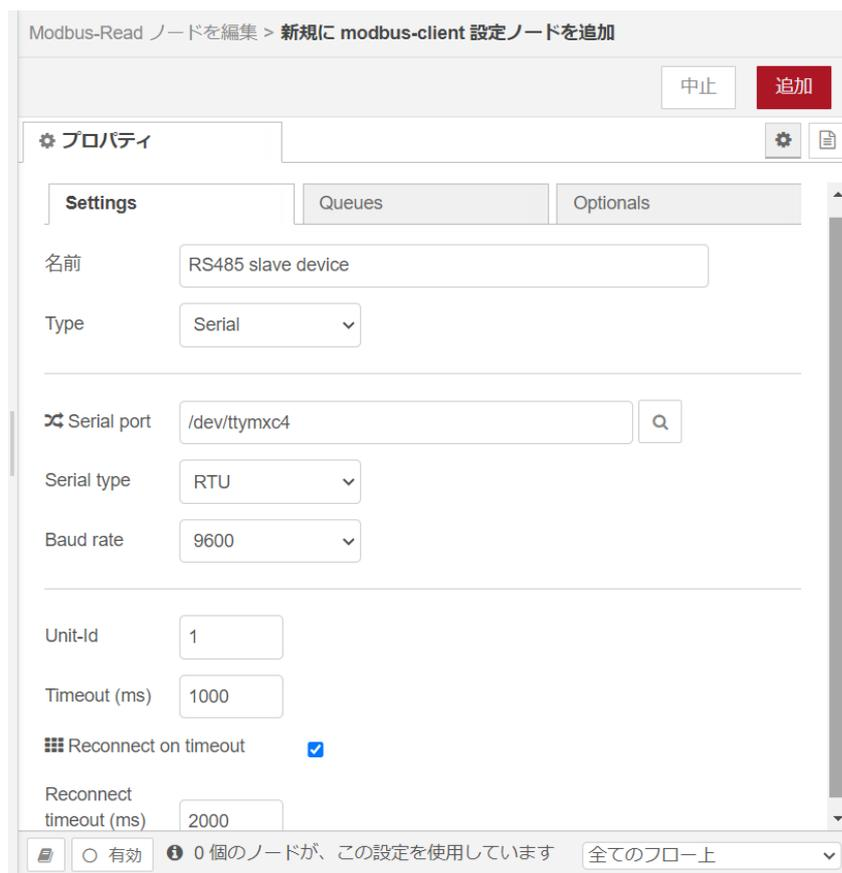 Modbus-Read ノードを編集 > 新規に modbus-client 設定ノードを追加
中止 追加
プロパティ
Settings Queues Optionals
名前 RS485 slave device
Type Serial
Serial port /dev/ttymxc4
Serial type RTU
Baud rate 9600
Unit-Id 1
Timeout (ms) 1000
Reconnect on timeout
Reconnect
timeout (ms) 2000
有効 0 個のノードが、この設定を使用しています 全てのフロー上